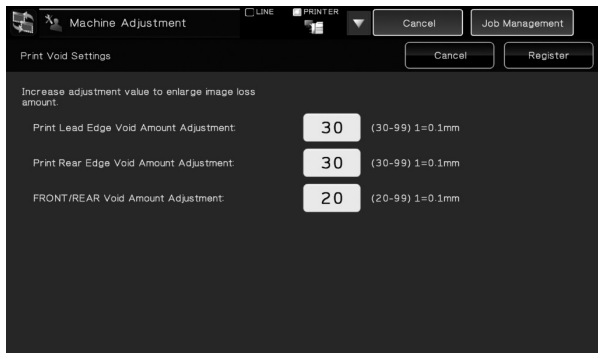 Machine Adjustment
LINE
PRINTER
Cancel
Job Management
Print Void Settings
Cancel
Register
Increase adjustment value to enlarge image loss
amount.
Print Lead Edge Void Amount Adjustment: 30 (30-99) 1=0.1mm
Print Rear Edge Void Amount Adjustment: 30 (30-99) 1=0.1mm
FRONT/REAR Void Amount Adjustment: 20 (20-99) 1=0.1mm